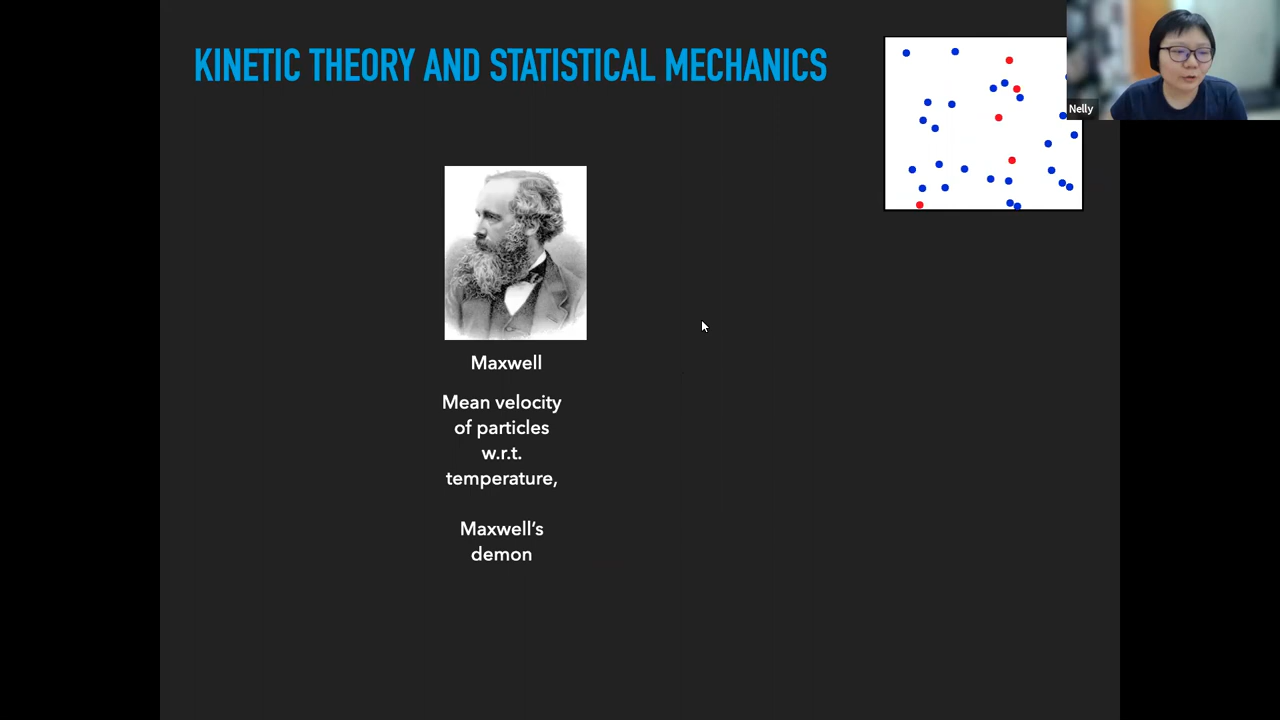 KINETIC THEORY AND STATISTICAL MECHANICS
Nelly
Maxwell
Mean velocity
of particles
w.r.t.
temperature,
Maxwell’s
demon